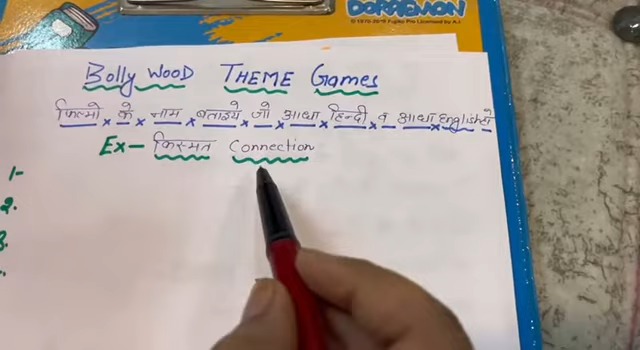 DORAEMON
Bolly Wood THEME Games
फिल्मो के नाम बताइये जो आधा हिन्दी व आधा English हो
Ex- किस्मत Connection
1-
2.
3.